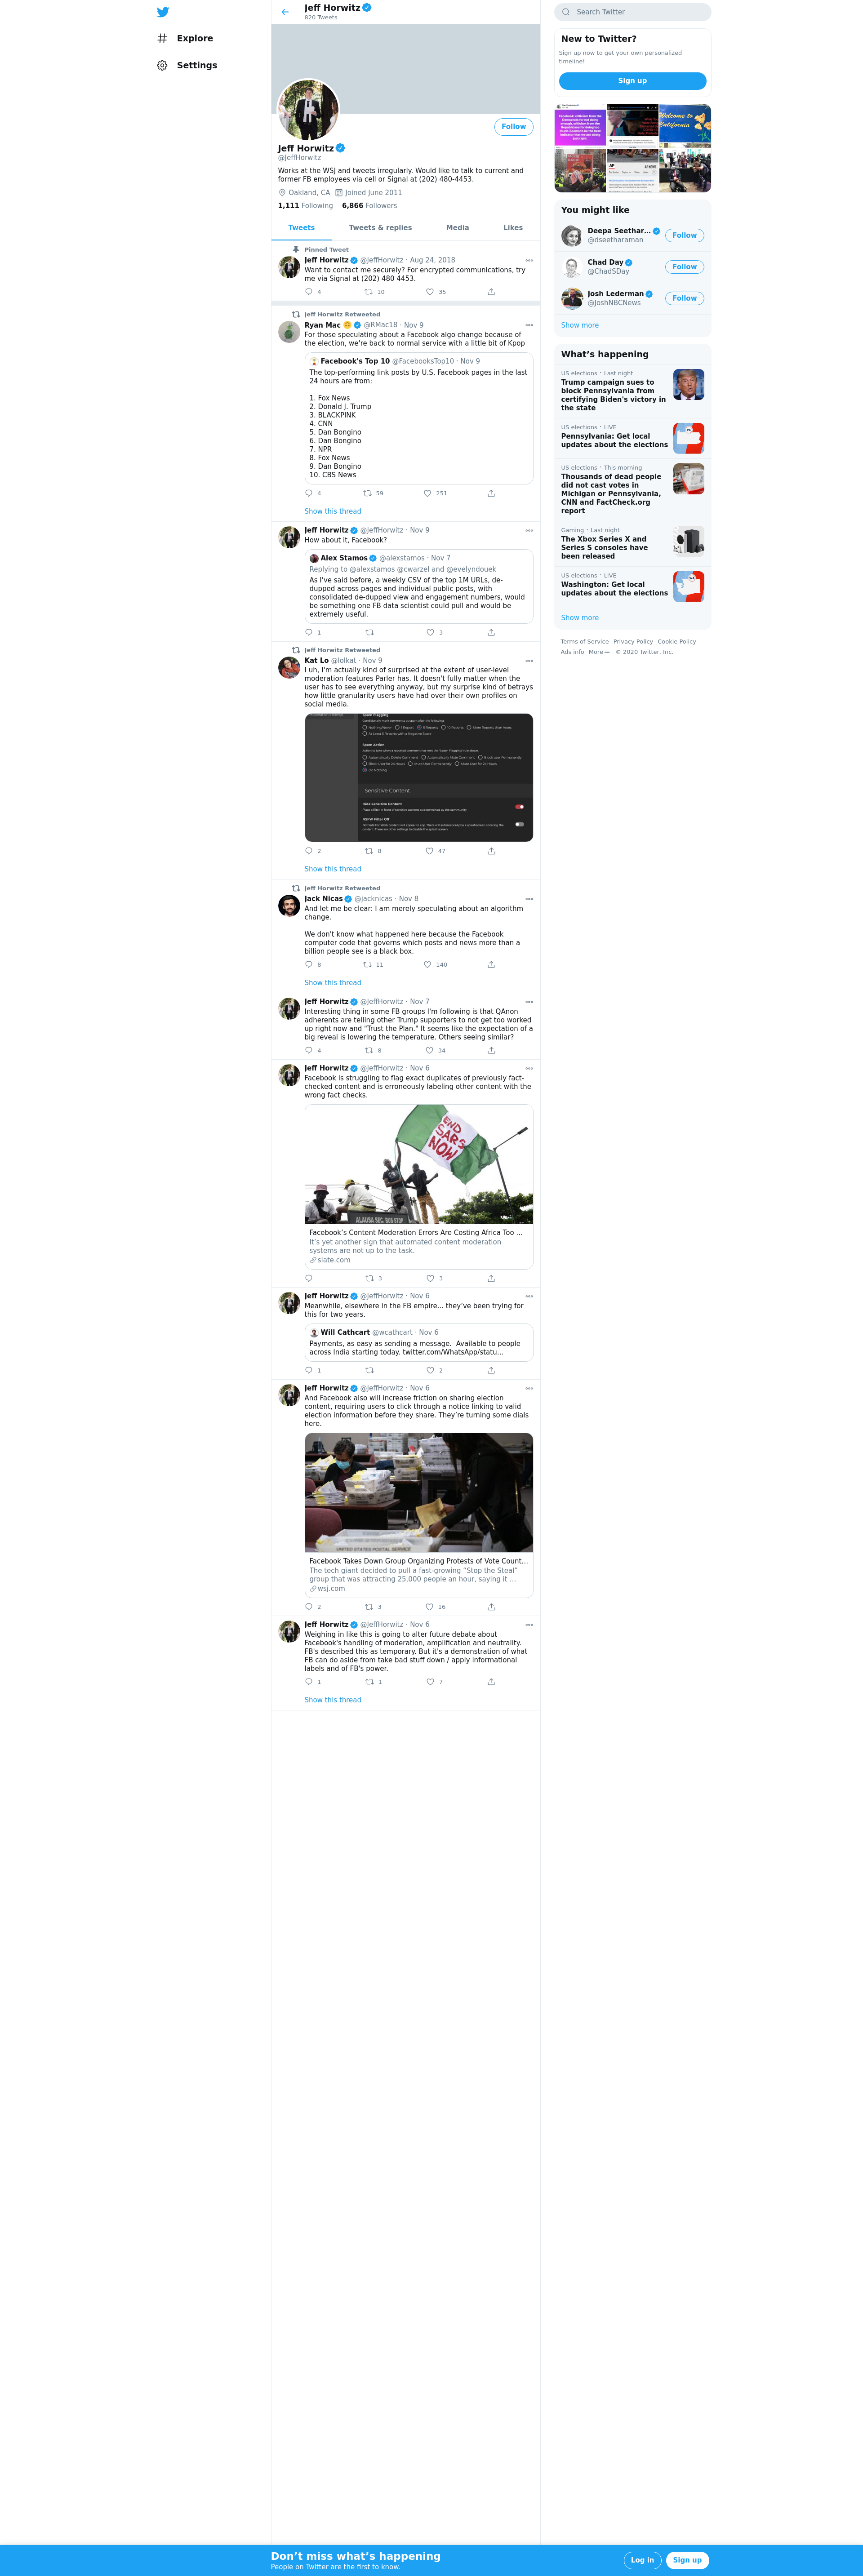 Explore
Settings
Jeff Horwitz
820 Tweets
Follow
Jeff Horwitz
@JeffHorwitz
Works at the WSJ and tweets irregularly. Would like to talk to current and
former FB employees via cell or Signal at (202) 480-4453.
Oakland, CA Joined June 2011
1,111 Following 6,866 Followers
Tweets Tweets & replies Media Likes
Pinned Tweet
Jeff Horwitz @JeffHorwitz · Aug 24, 2018
Want to contact me securely? For encrypted communications, try
me via Signal at (202) 480 4453.
4 10 35
Jeff Horwitz Retweeted
Ryan Mac 🙃 @RMac18 · Nov 9
For those speculating about a Facebook algo change because of
the election, we're back to normal service with a little bit of Kpop
Facebook's Top 10 @FacebooksTop10 · Nov 9
The top-performing link posts by U.S. Facebook pages in the last
24 hours are from:
1. Fox News
2. Donald J. Trump
3. BLACKPINK
4. CNN
5. Dan Bongino
6. Dan Bongino
7. NPR
8. Fox News
9. Dan Bongino
10. CBS News
4 59 251
Show this thread
Jeff Horwitz @JeffHorwitz · Nov 9
How about it, Facebook?
Alex Stamos @alexstamos · Nov 7
Replying to @alexstamos @cwarzel and @evelyndouek
As I've said before, a weekly CSV of the top 1M URLs, de-
dupped across pages and individual public posts, with
consolidated de-dupped view and engagement numbers, would
be something one FB data scientist could pull and would be
extremely useful.
1 3
Jeff Horwitz Retweeted
Kat Lo @lolkat · Nov 9
I uh, I'm actually kind of surprised at the extent of user-level
moderation features Parler has. It doesn't fully matter when the
user has to see everything anyway, but my surprise kind of betrays
how little granularity users have had over their own profiles on
social media.
Spam Action
Sensitive Content
Hide Sensitive Content
NSFW Filter Off
2 8 47
Show this thread
Jeff Horwitz Retweeted
Jack Nicas @jacknicas · Nov 8
And let me be clear: I am merely speculating about an algorithm
change.
We don't know what happened here because the Facebook
computer code that governs which posts and news more than a
billion people see is a black box.
8 11 140
Show this thread
Jeff Horwitz @JeffHorwitz · Nov 7
Interesting thing in some FB groups I'm following is that QAnon
adherents are telling other Trump supporters to not get too worked
up right now and "Trust the Plan." It seems like the expectation of a
big reveal is lowering the temperature. Others seeing similar?
4 8 34
Jeff Horwitz @JeffHorwitz · Nov 6
Facebook is struggling to flag exact duplicates of previously fact-
checked content and is erroneously labeling other content with the
wrong fact checks.
END
SARS
NOW
ALAUSA BEG. BUS STOP
Facebook's Content Moderation Errors Are Costing Africa Too …
It's yet another sign that automated content moderation
systems are not up to the task.
slate.com
3 3
Jeff Horwitz @JeffHorwitz · Nov 6
Meanwhile, elsewhere in the FB empire... they've been trying for
this for two years.
Will Cathcart @wcathcart · Nov 6
Payments, as easy as sending a message. Available to people
across India starting today. twitter.com/WhatsApp/statu…
1 2
Jeff Horwitz @JeffHorwitz · Nov 6
And Facebook also will increase friction on sharing election
content, requiring users to click through a notice linking to valid
election information before they share. They're turning some dials
here.
UNITED STATES POSTAL SERVICE
Facebook Takes Down Group Organizing Protests of Vote Count…
The tech giant decided to pull a fast-growing "Stop the Steal"
group that was attracting 25,000 people an hour, saying it …
wsj.com
2 3 16
Jeff Horwitz @JeffHorwitz · Nov 6
Weighing in like this is going to alter future debate about
Facebook's handling of moderation, amplification and neutrality.
FB's described this as temporary. But it's a demonstration of what
FB can do aside from take bad stuff down / apply informational
labels and of FB's power.
1 1 7
Show this thread
Search Twitter
New to Twitter?
Sign up now to get your own personalized
timeline!
Sign up
Welcome to
California
AP
You might like
Deepa Seethar…
@dseetharaman
Follow
Chad Day
@ChadSDay
Follow
Josh Lederman
@JoshNBCNews
Follow
Show more
What's happening
US elections · Last night
Trump campaign sues to
block Pennsylvania from
certifying Biden's victory in
the state
US elections · LIVE
Pennsylvania: Get local
updates about the elections
US elections · This morning
Thousands of dead people
did not cast votes in
Michigan or Pennsylvania,
CNN and FactCheck.org
report
Gaming · Last night
The Xbox Series X and
Series S consoles have
been released
US elections · LIVE
Washington: Get local
updates about the elections
Show more
Terms of Service Privacy Policy Cookie Policy
Ads info More © 2020 Twitter, Inc.
Don't miss what's happening
People on Twitter are the first to know.
Log in Sign up